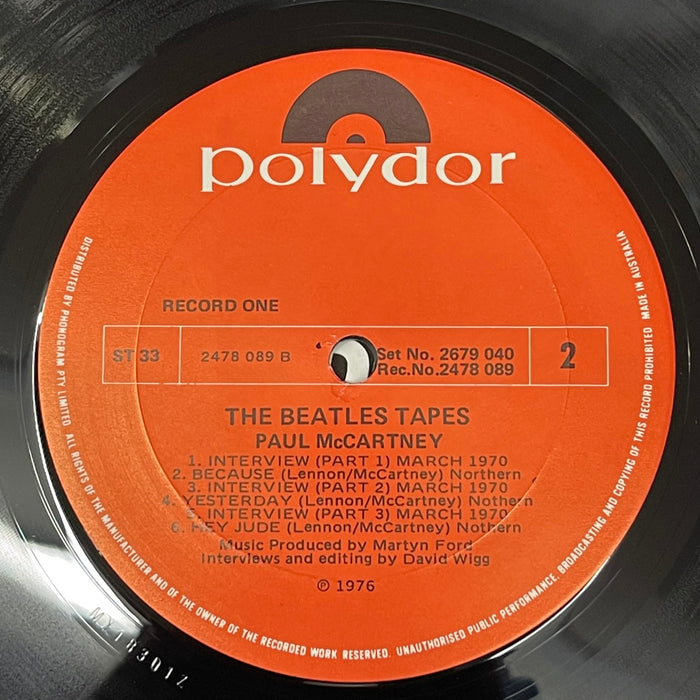 polydor
RECORD ONE
ST 33
2478 089 B
Set No. 2679 040
Rec.No.2478 089
2
THE BEATLES TAPES
PAUL McCARTNEY
1. INTERVIEW (PART 1) MARCH 1970
2. BECAUSE (Lennon/McCartney) Northern
3. INTERVIEW (PART 2) MARCH 1970
4. YESTERDAY (Lennon/McCartney) Nothern
5. INTERVIEW (PART 3) MARCH 1970
6. HEY JUDE (Lennon/McCartney) Nothern
Music Produced by Martyn Ford
Interviews and editing by David Wigg
℗ 1976
DISTRIBUTED BY PHONOGRAM PTY LIMITED. ALL RIGHTS OF THE MANUFACTURER AND OF THE OWNER OF THE RECORDED WORK RESERVED. UNAUTHORISED PUBLIC PERFORMANCE, BROADCASTING AND COPYING OF THIS RECORD PROHIBITED MADE IN AUSTRALIA